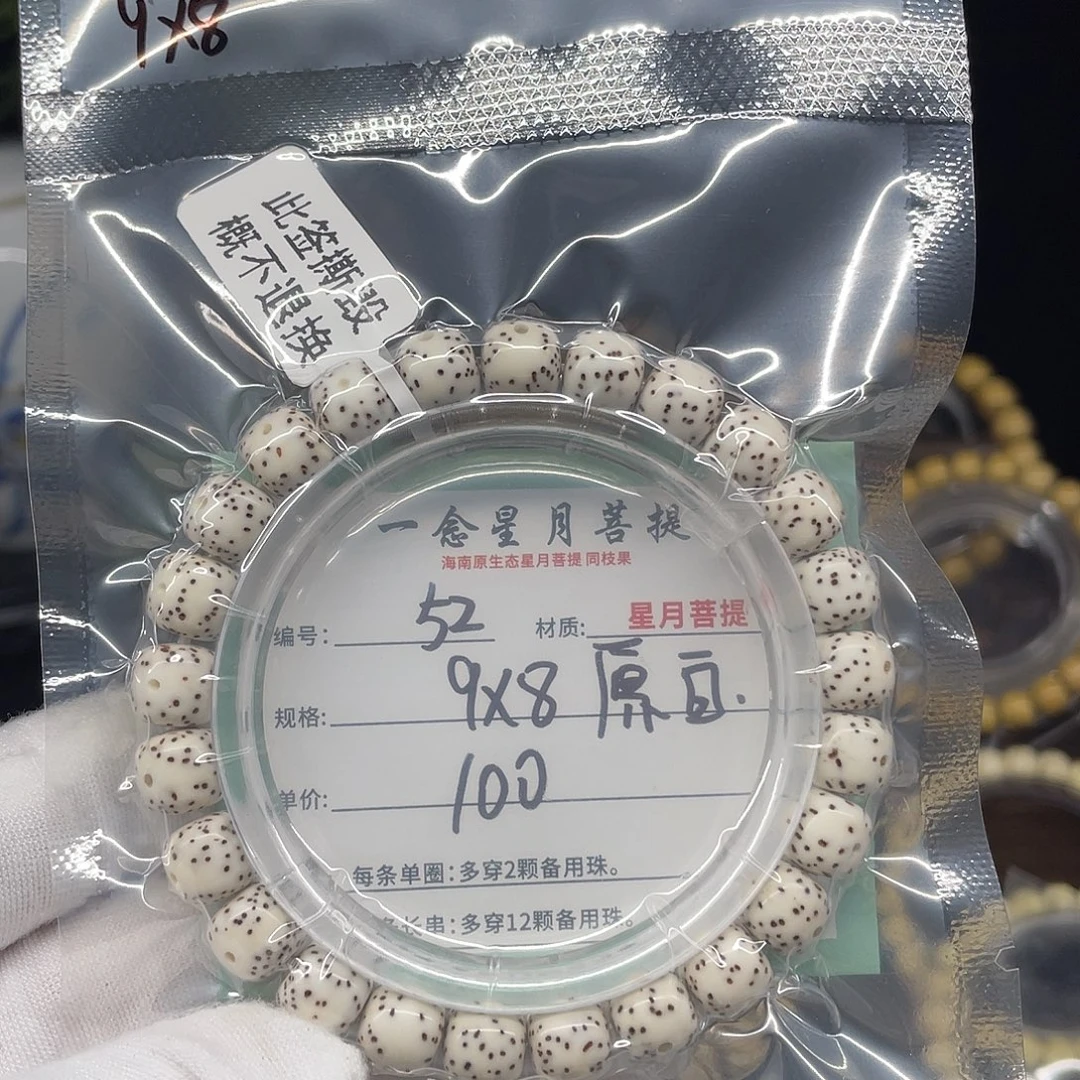 9X8
此签撕毁
概不退换
一念星月菩提
海南原生态星月菩提 同枝果
编号: 52 材质: 星月菩提
规格: 9X8 原豆.
单价: 100
每条单圈:多穿2颗备用珠。
长串:多穿12颗备用珠。